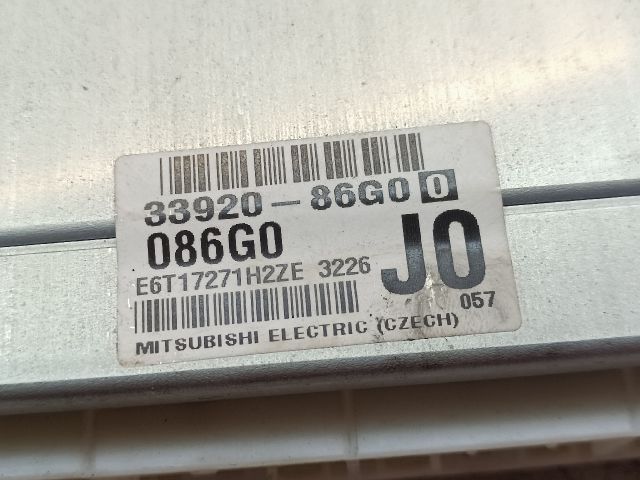 33920-86G0 0
086G0
J0
E6T17271H2ZE 3226
057
MITSUBISHI ELECTRIC (CZECH)